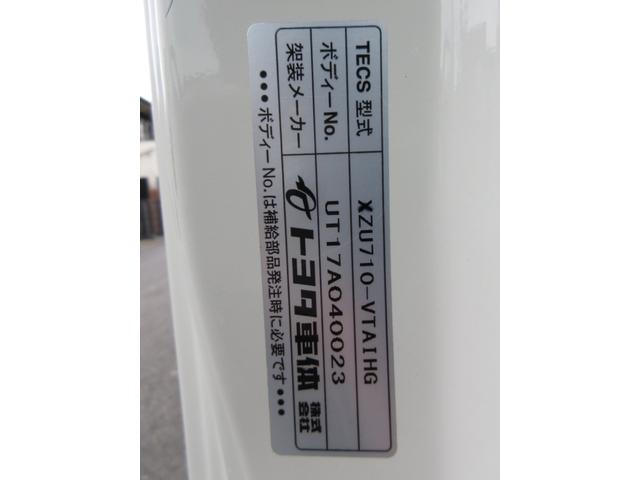 TECS 型式 XZU710-VTAIHG
ボディーNo. UT17A040023
架装メーカー トヨタ車体 株式会社
●●●ボディーNo.は補給部品発注時に必要です●●●